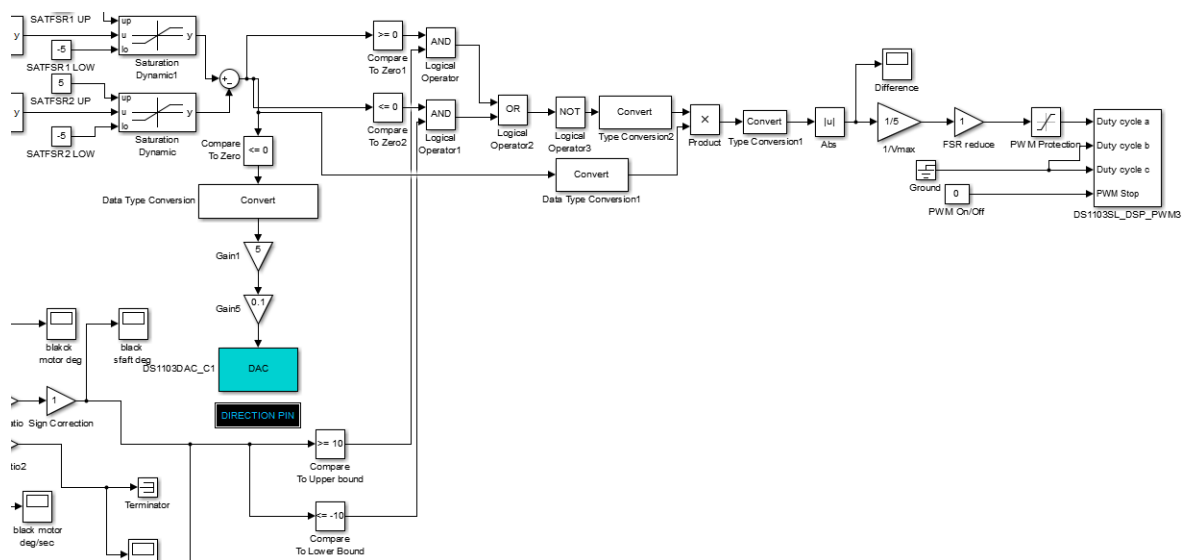 SATFSR1 UP
up
u
lo
y
y
-5
SATFSR1 LOW
Saturation
Dynamic1
5
SATFSR2 UP
up
u
lo
y
y
-5
SATFSR2 LOW
Saturation
Dynamic
Compare
To Zero
<= 0
Data Type Conversion
Convert
Gain1
5
Gain5
0.1
DS1103DAC_C1
DAC
DIRECTION PIN
>= 0
Compare
To Zero1
<= 0
Compare
To Zero2
AND
Logical
Operator
AND
Logical
Operator1
OR
Logical
Operator2
NOT
Logical
Operator3
Convert
Type Conversion2
Convert
Data Type Conversion1
×
Product
Convert
Type Conversion1
|u|
Abs
Difference
1/5
1/Vmax
1
FSR reduce
PWM Protection
Ground
0
PWM On/Off
Duty cycle a
Duty cycle b
Duty cycle c
PWM Stop
DS1103SL_DSP_PWM3
blakck
motor deg
black
sfaft deg
atio
1
Sign Correction
tio2
Terminator
black motor
deg/sec
>= 10
Compare
To Upper bound
<= -10
Compare
To Lower Bound